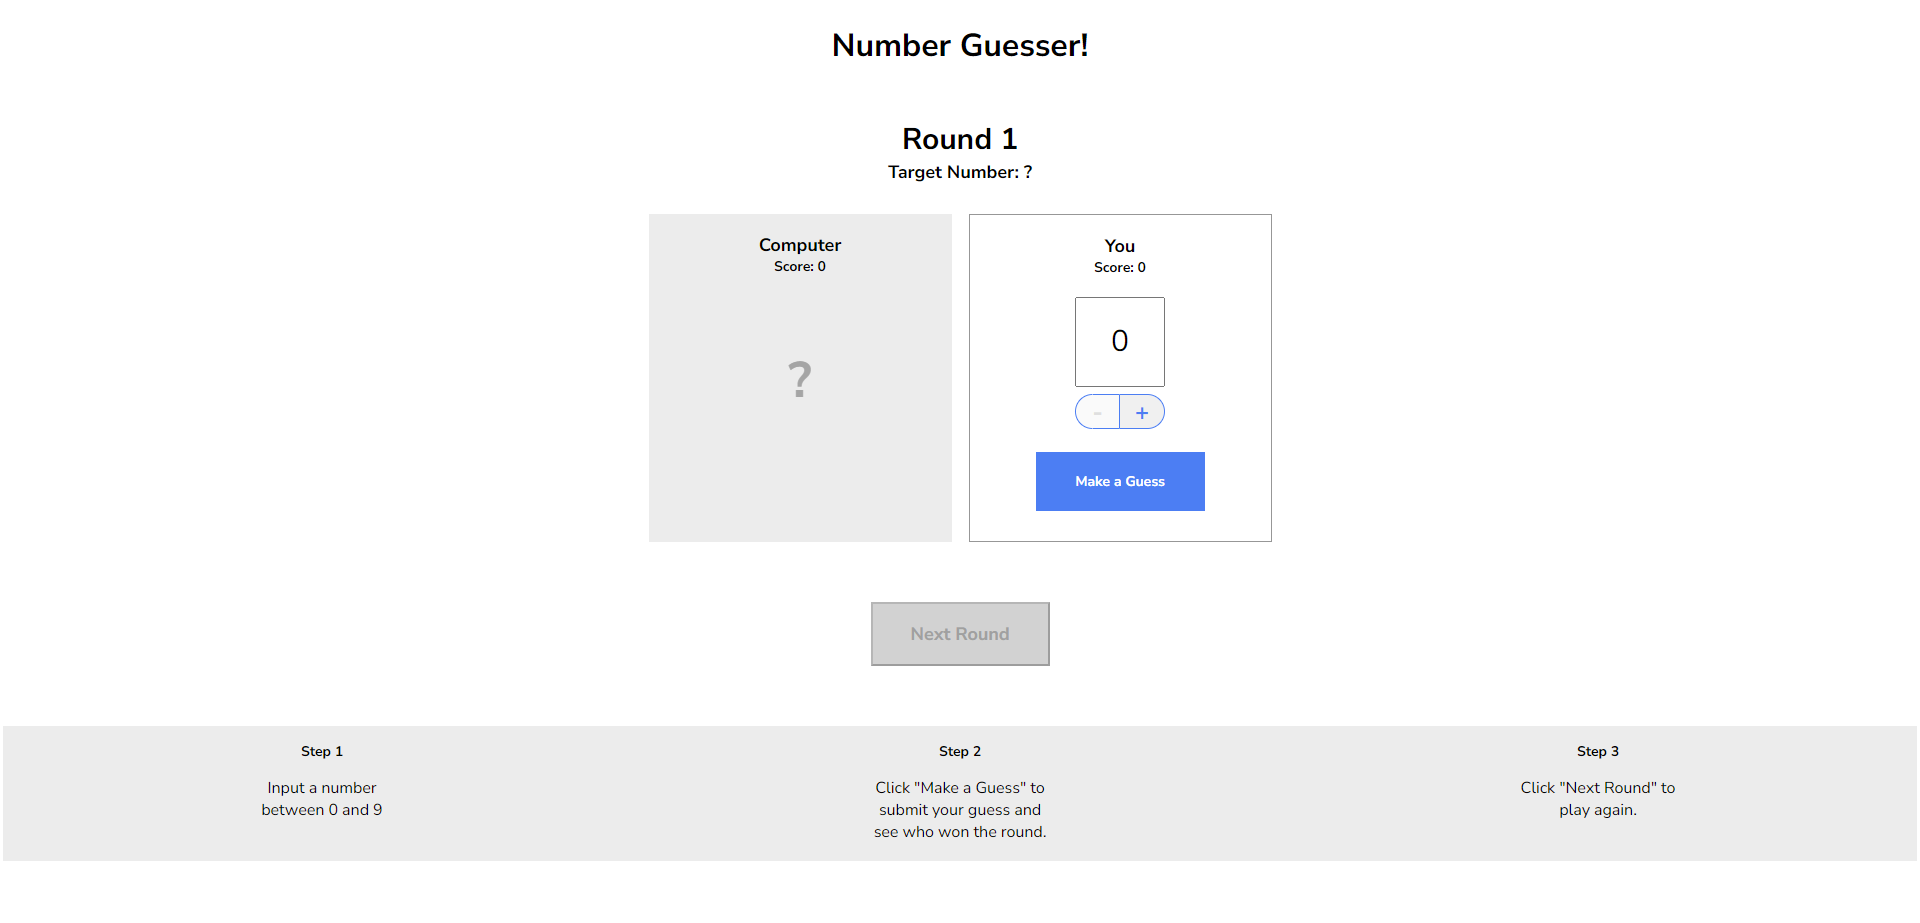 Number Guesser!
Round 1
Target Number: ?
Computer
Score: 0
?
You
Score: 0
0
- +
Make a Guess
Next Round
Step 1
Input a number
between 0 and 9
Step 2
Click "Make a Guess" to
submit your guess and
see who won the round.
Step 3
Click "Next Round" to
play again.